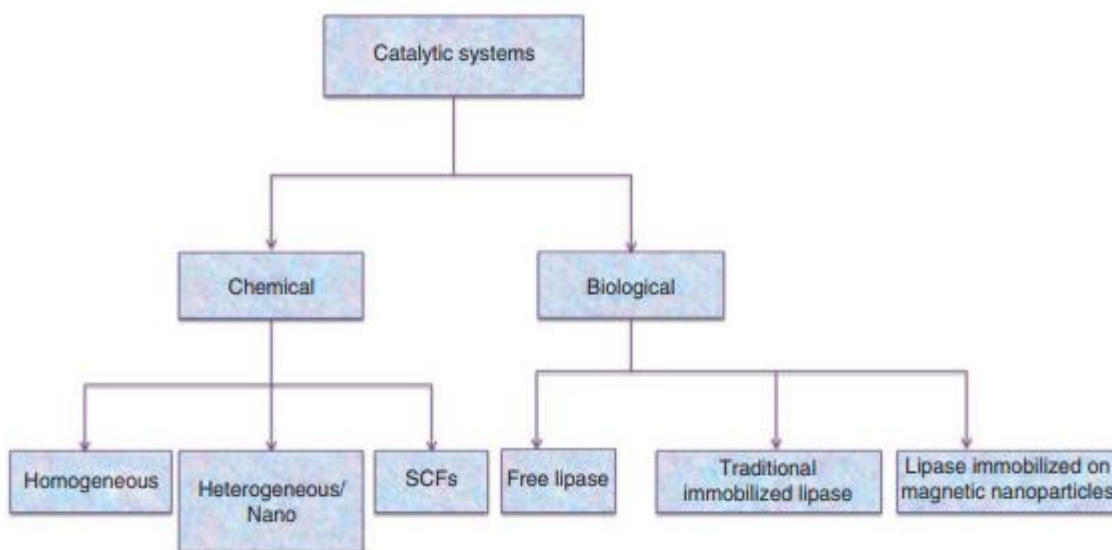 Catalytic systems
Chemical
Biological
Homogeneous
Heterogeneous/
Nano
SCFs
Free lipase
Traditional
immobilized lipase
Lipase immobilized on
magnetic nanoparticles